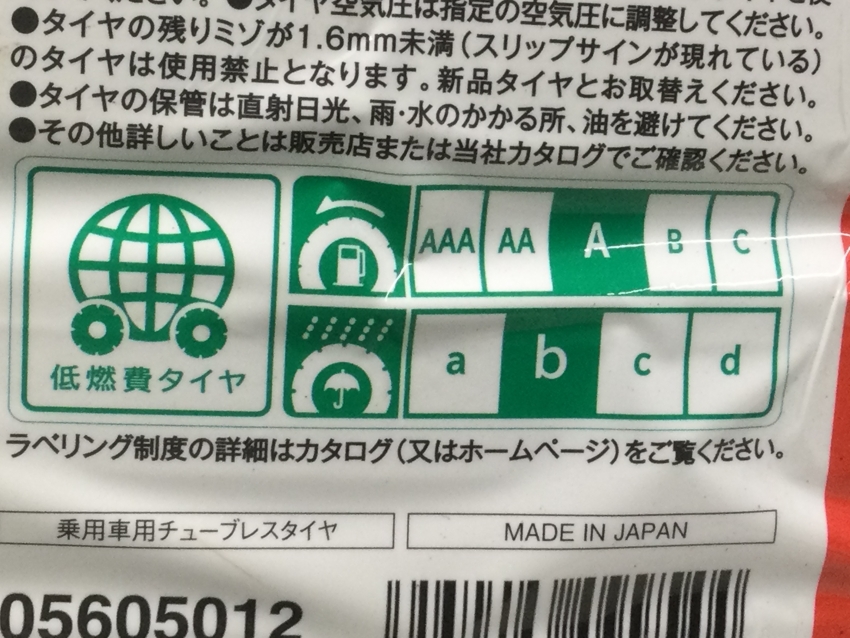 タイヤ空気圧は指定の空気圧に調整してください。
●タイヤの残りミゾが1.6mm未満（スリップサインが現れている）
のタイヤは使用禁止となります。新品タイヤとお取替えください。
●タイヤの保管は直射日光、雨・水のかかる所、油を避けてください。
●その他詳しいことは販売店または当社カタログでご確認ください。
AAA AA A B C
a b c d
低燃費タイヤ
ラベリング制度の詳細はカタログ（又はホームページ）をご覧ください。
乗用車用チューブレスタイヤ
MADE IN JAPAN
05605012